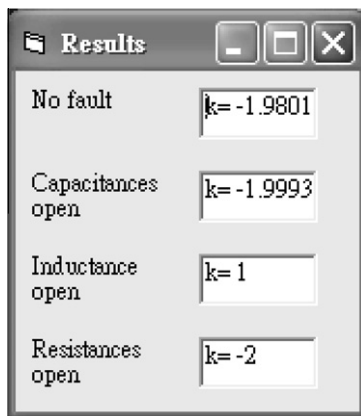 Results
No fault
k= -1.9801
Capacitances
open
k= -1.9993
Inductance
open
k= 1
Resistances
open
k= -2